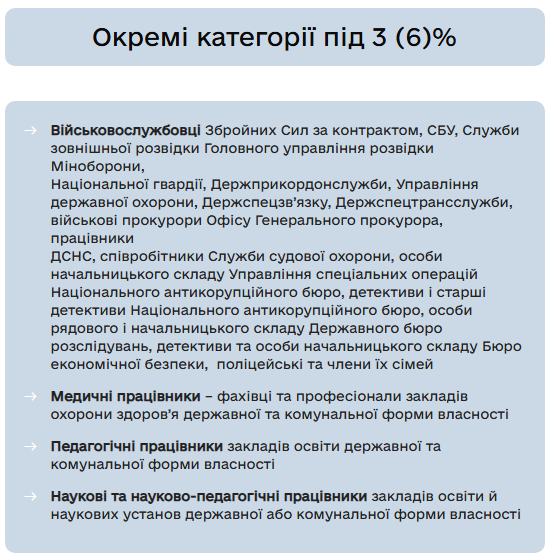 Окремі категорії під 3 (6)%
→ Військовослужбовці Збройних Сил за контрактом, СБУ, Служби
зовнішньої розвідки Головного управління розвідки
Міноборони,
Національної гвардії, Держприкордонслужби, Управління
державної охорони, Держспецзв’язку, Держспецтрансслужби,
військові прокурори Офісу Генерального прокурора,
працівники
ДСНС, співробітники Служби судової охорони, особи
начальницького складу Управління спеціальних операцій
Національного антикорупційного бюро, детективи і старші
детективи Національного антикорупційного бюро, особи
рядового і начальницького складу Державного бюро
розслідувань, детективи та особи начальницького складу Бюро
економічної безпеки, поліцейські та члени їх сімей
→ Медичні працівники – фахівці та професіонали закладів
охорони здоров’я державної та комунальної форми власності
→ Педагогічні працівники закладів освіти державної та
комунальної форми власності
→ Наукові та науково-педагогічні працівники закладів освіти й
наукових установ державної або комунальної форми власності